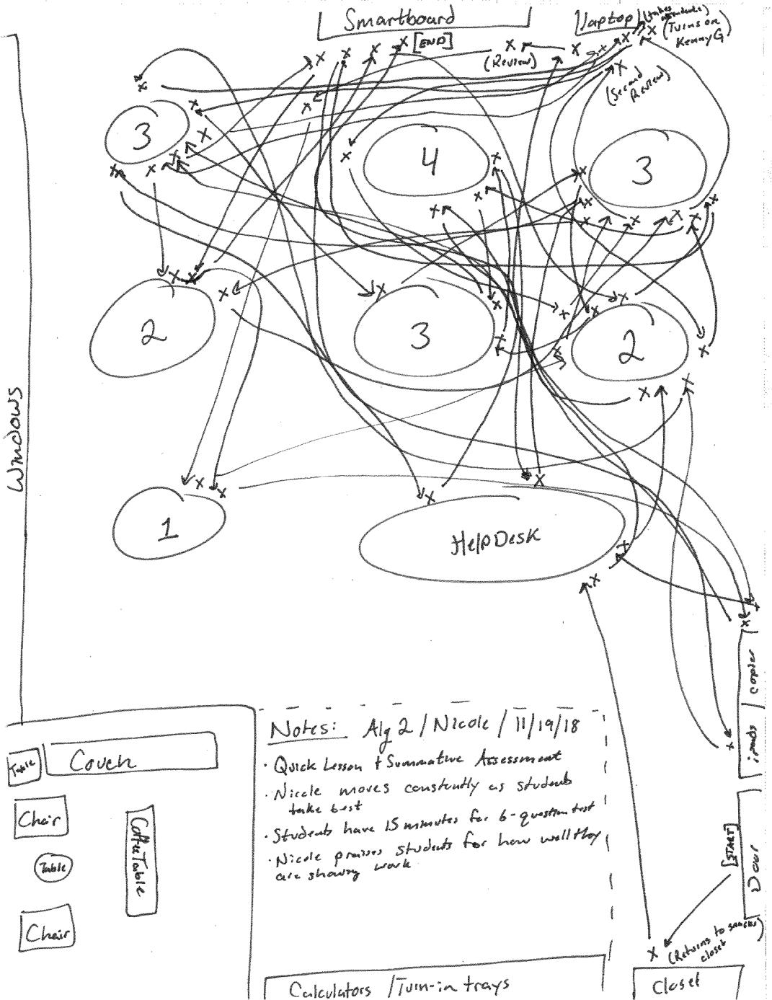 Smartboard
laptop
(takes
attendance)
(Turns on
Kenny G)
[END]
(Review)
(Second
Review)
3
4
3
2
3
2
1
HelpDesk
Windows
copier
ipads
[START]
Door
(Returns to snacks)
closet
Closet
Table
Couch
Chair
Table
Coffee Table
Chair
Notes: Alg 2 / Nicole / 11/19/18
· Quick Lesson + Summative Assessment
· Nicole moves constantly as students
take test
· Students have 15 minutes for 6-question test
· Nicole praises students for how well they
are showing work
Calculators / Turn-in trays